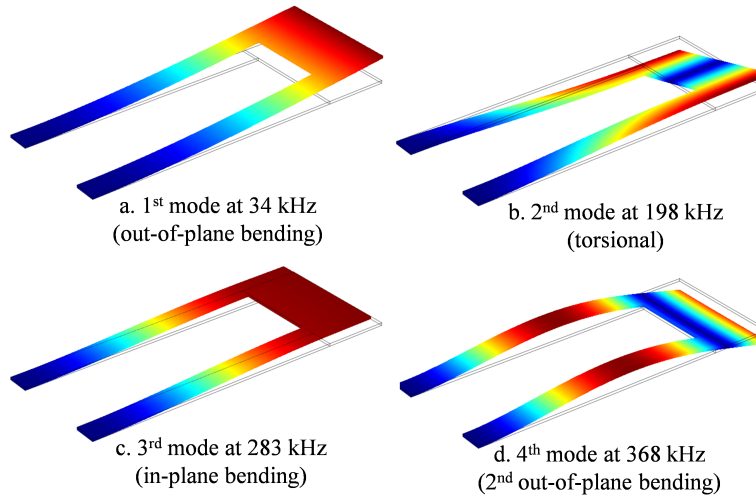 a. 1st mode at 34 kHz
(out-of-plane bending)
b. 2nd mode at 198 kHz
(torsional)
c. 3rd mode at 283 kHz
(in-plane bending)
d. 4th mode at 368 kHz
(2nd out-of-plane bending)